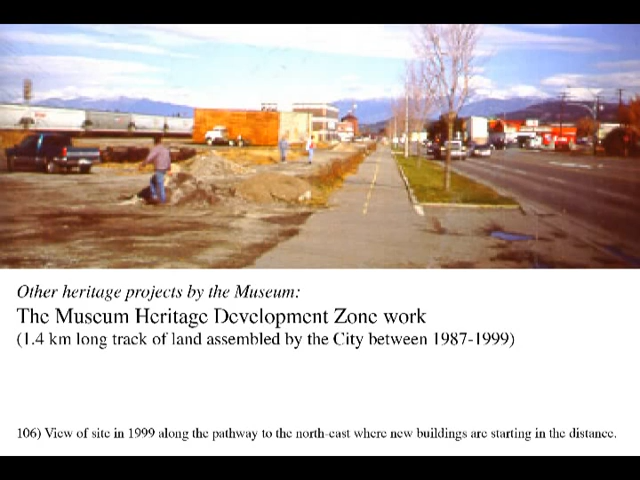 Other heritage projects by the Museum:
The Museum Heritage Development Zone work
(1.4 km long track of land assembled by the City between 1987-1999)
106) View of site in 1999 along the pathway to the north-east where new buildings are starting in the distance.